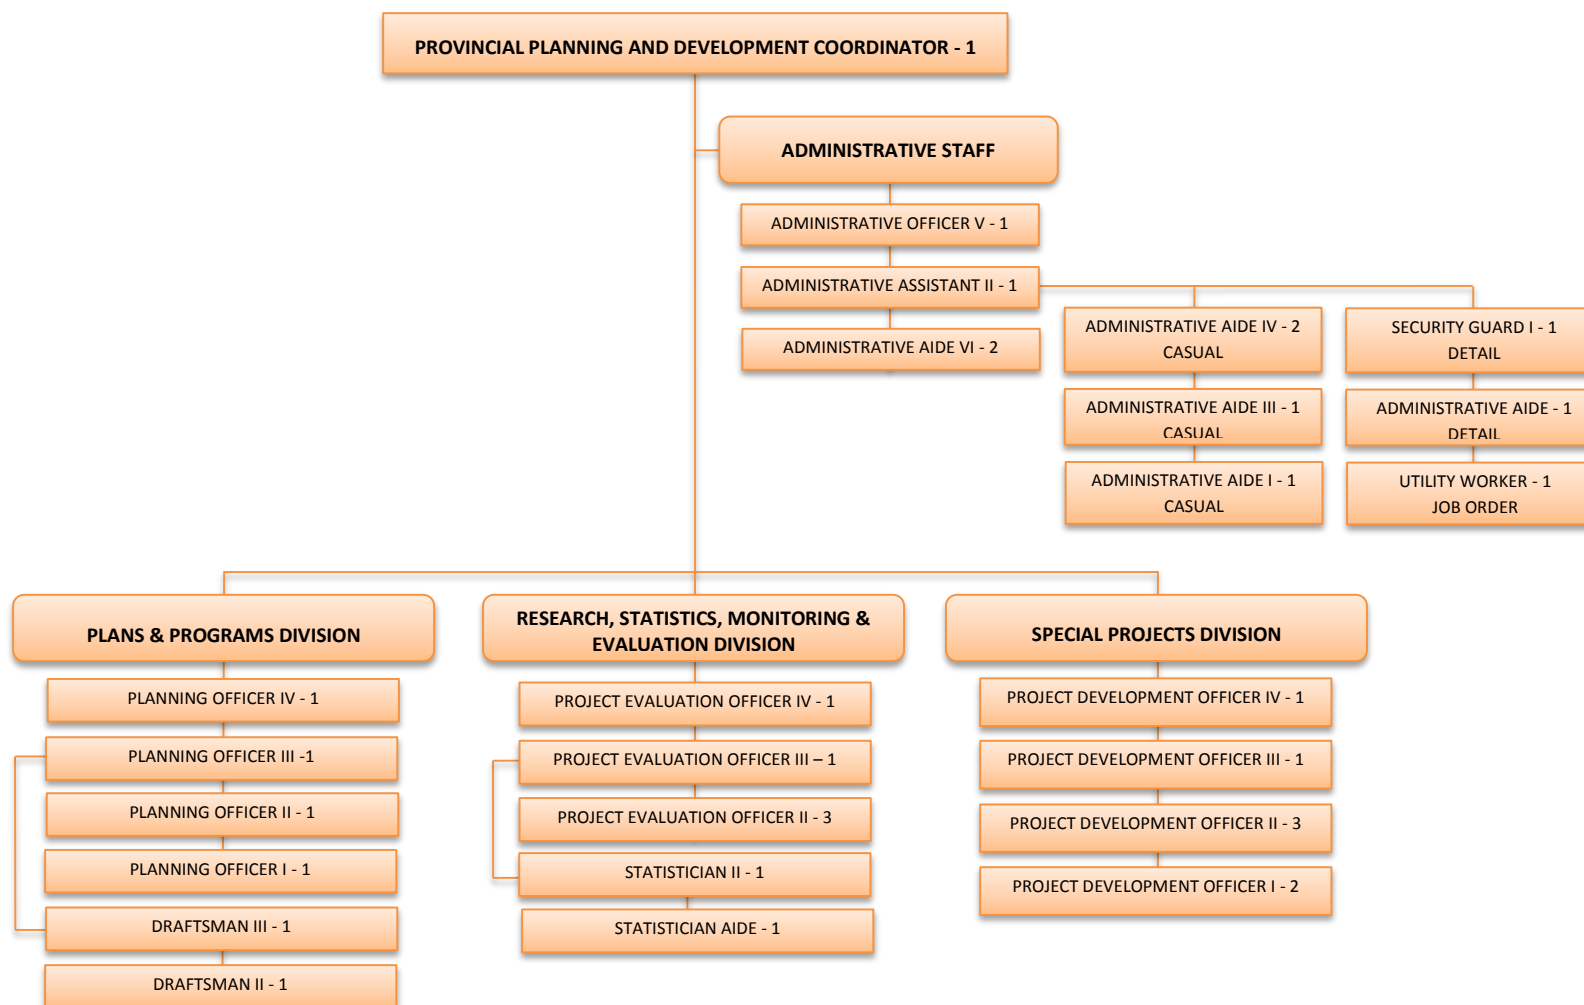 PROVINCIAL PLANNING AND DEVELOPMENT COORDINATOR - 1
ADMINISTRATIVE STAFF
ADMINISTRATIVE OFFICER V - 1
ADMINISTRATIVE ASSISTANT II - 1
ADMINISTRATIVE AIDE VI - 2
ADMINISTRATIVE AIDE IV - 2
CASUAL
ADMINISTRATIVE AIDE III - 1
CASUAL
ADMINISTRATIVE AIDE I - 1
CASUAL
SECURITY GUARD I - 1
DETAIL
ADMINISTRATIVE AIDE - 1
DETAIL
UTILITY WORKER - 1
JOB ORDER
PLANS & PROGRAMS DIVISION
PLANNING OFFICER IV - 1
PLANNING OFFICER III -1
PLANNING OFFICER II - 1
PLANNING OFFICER I - 1
DRAFTSMAN III - 1
DRAFTSMAN II - 1
RESEARCH, STATISTICS, MONITORING &
EVALUATION DIVISION
PROJECT EVALUATION OFFICER IV - 1
PROJECT EVALUATION OFFICER III – 1
PROJECT EVALUATION OFFICER II - 3
STATISTICIAN II - 1
STATISTICIAN AIDE - 1
SPECIAL PROJECTS DIVISION
PROJECT DEVELOPMENT OFFICER IV - 1
PROJECT DEVELOPMENT OFFICER III - 1
PROJECT DEVELOPMENT OFFICER II - 3
PROJECT DEVELOPMENT OFFICER I - 2